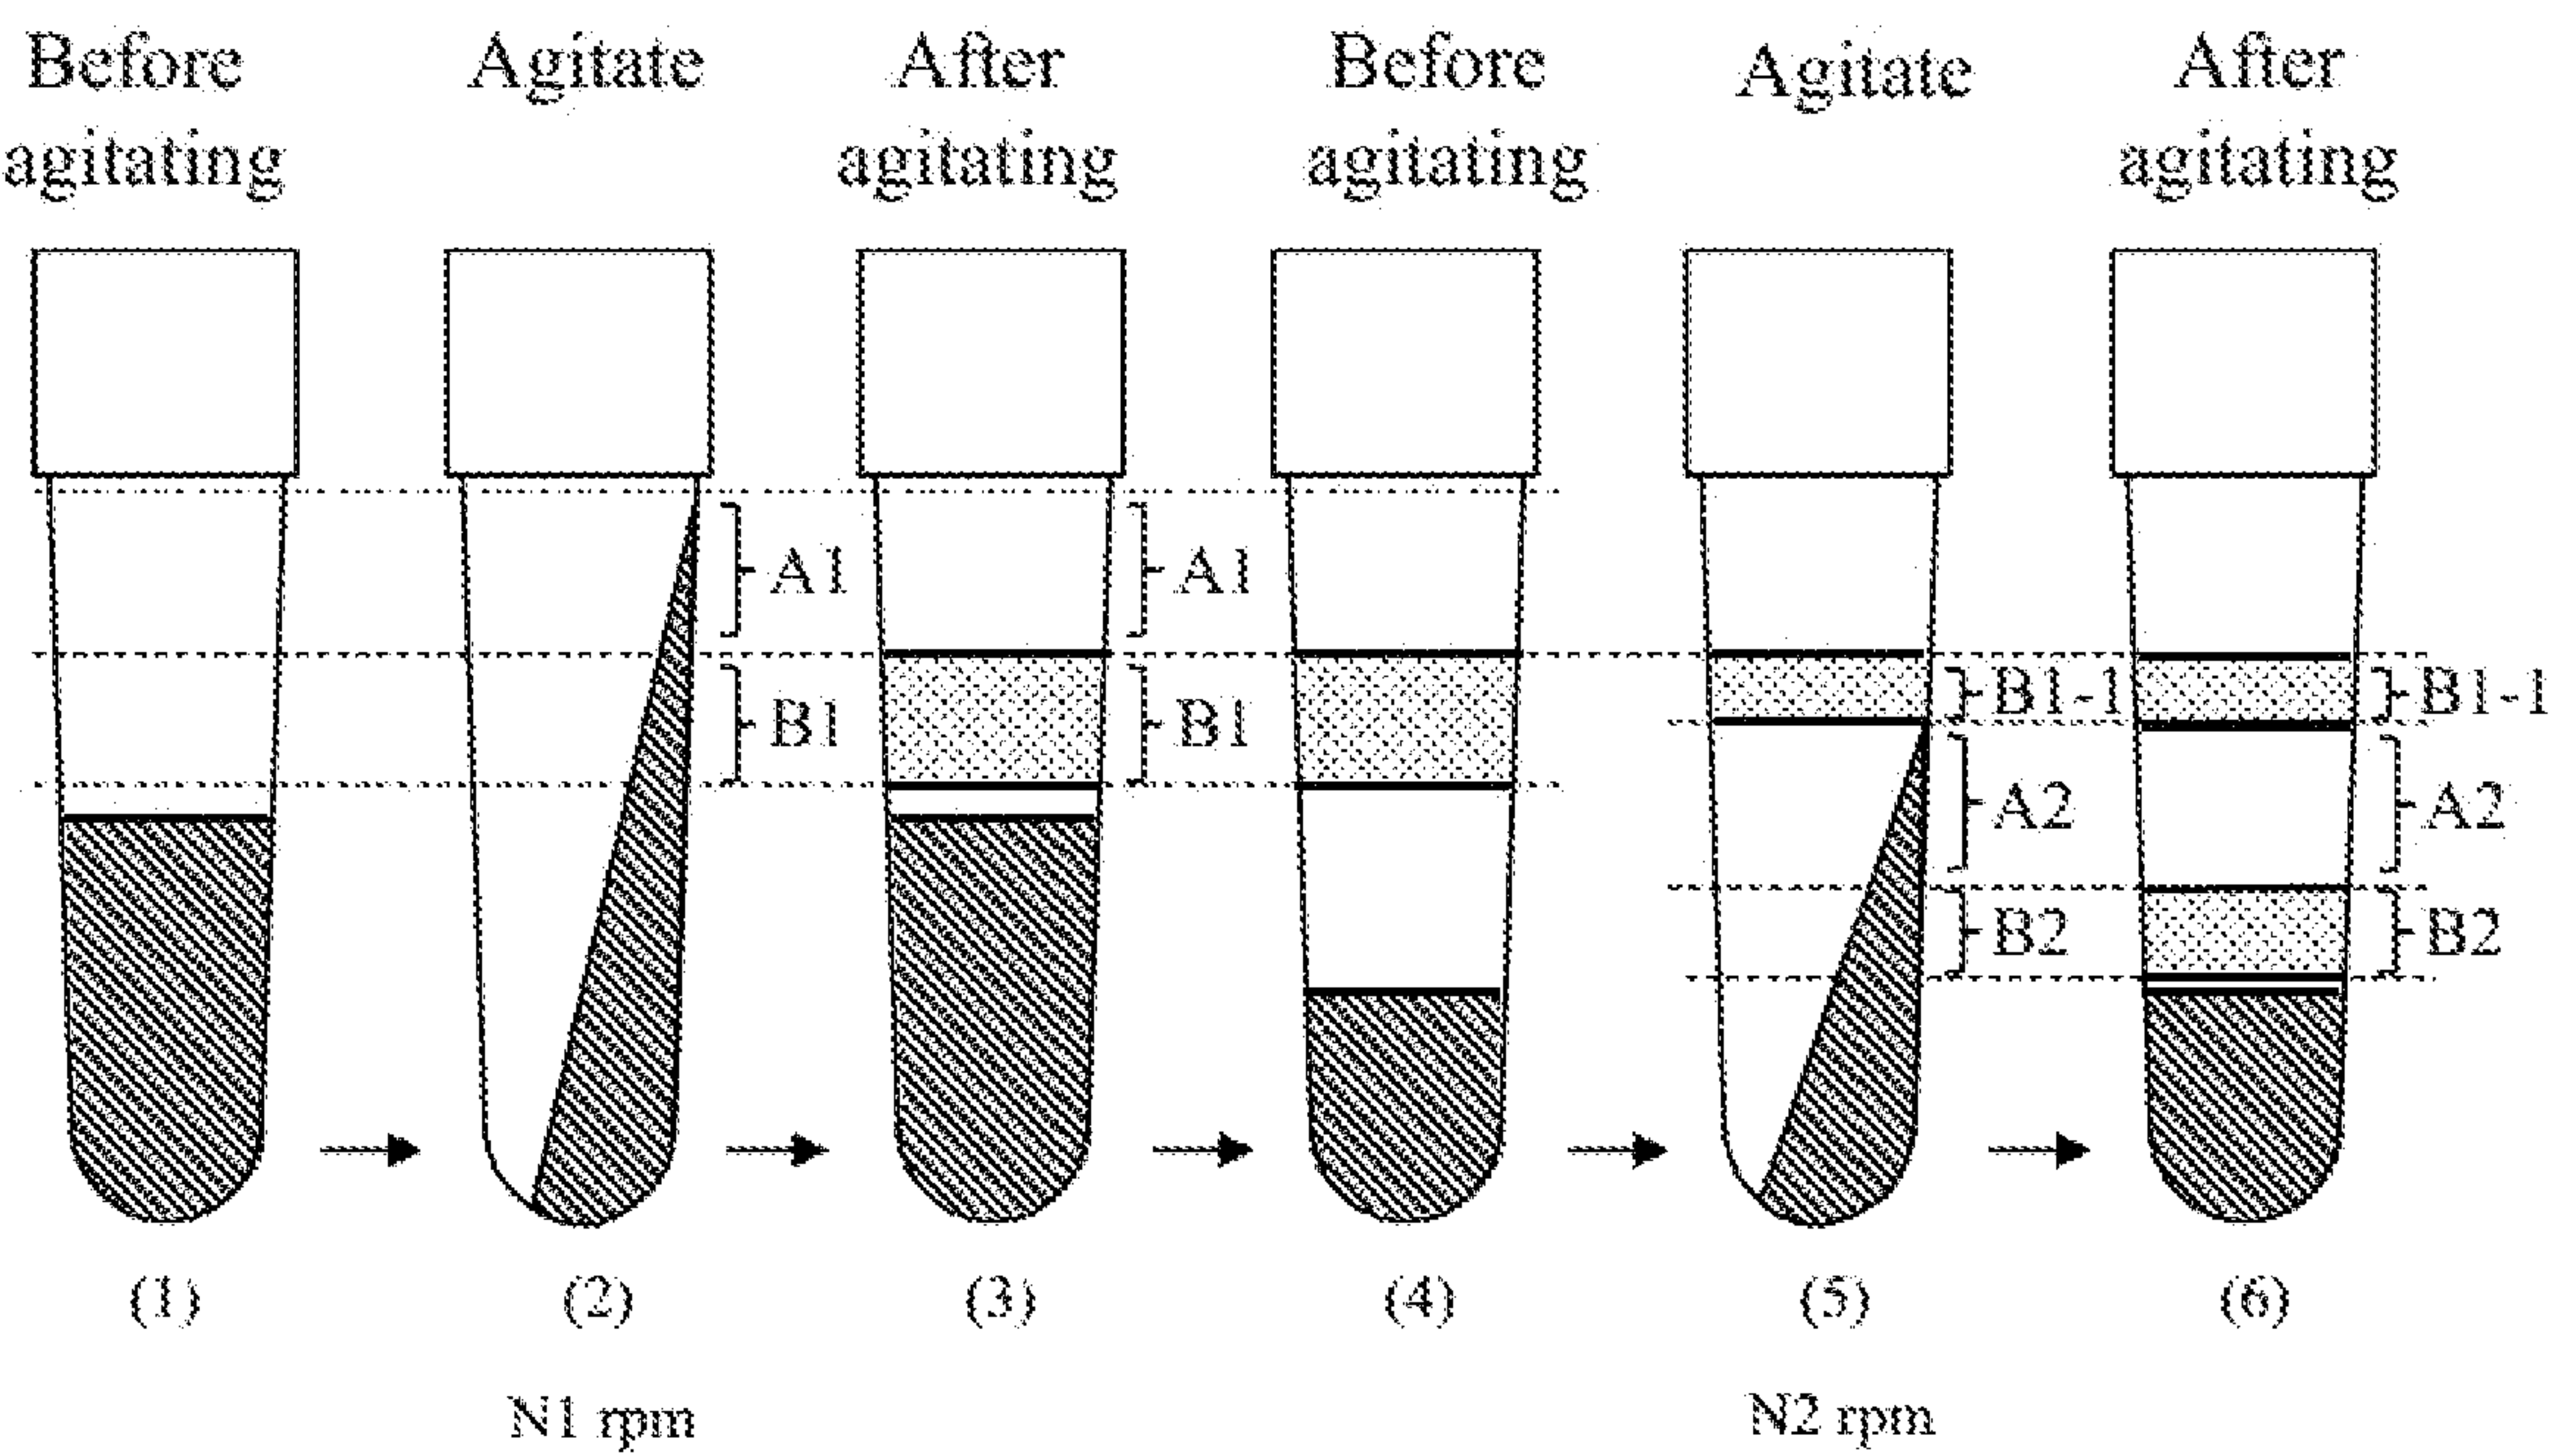 Before agitating
Agitate
After agitating
Before agitating
Agitate
After agitating
A1
A1
B1
B1
B1-1
B1-1
A2
A2
B2
B2
(1)
(2)
(3)
(4)
(5)
(6)
N1 rpm
N2 rpm